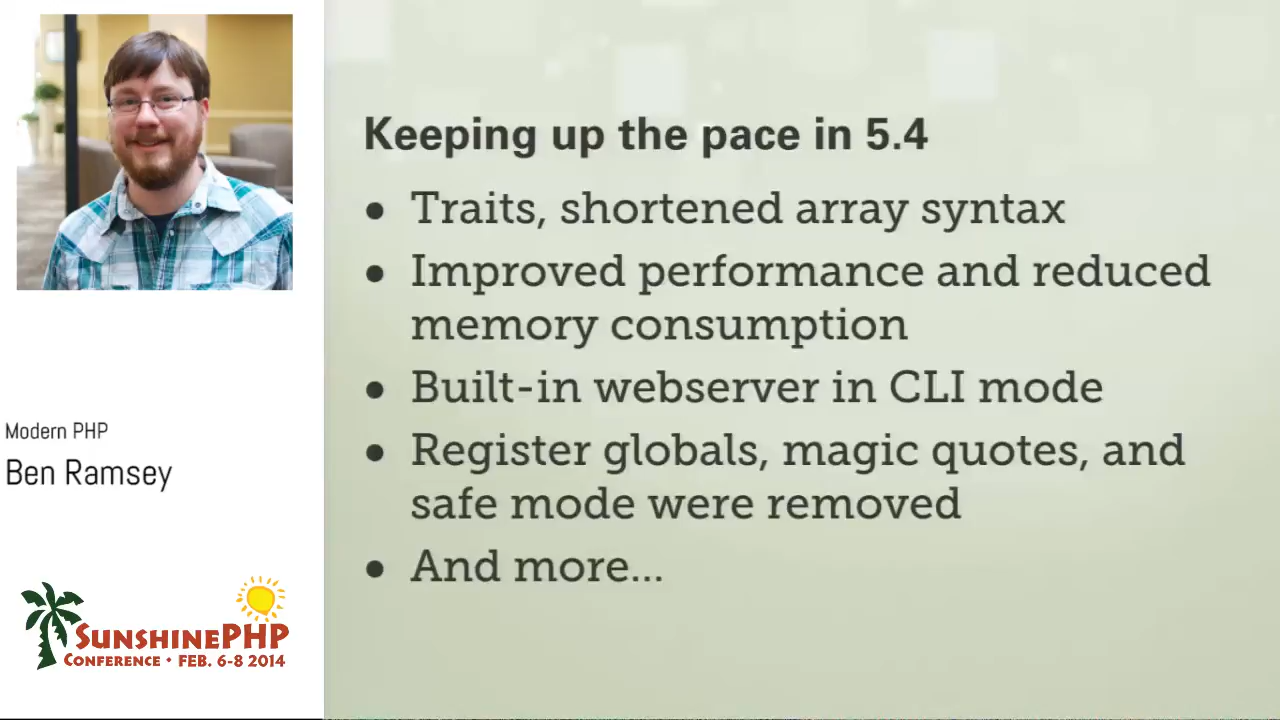 Modern PHP
Ben Ramsey
SUNSHINEPHP
CONFERENCE • FEB. 6-8 2014
Keeping up the pace in 5.4
• Traits, shortened array syntax
• Improved performance and reduced
memory consumption
• Built-in webserver in CLI mode
• Register globals, magic quotes, and
safe mode were removed
• And more...